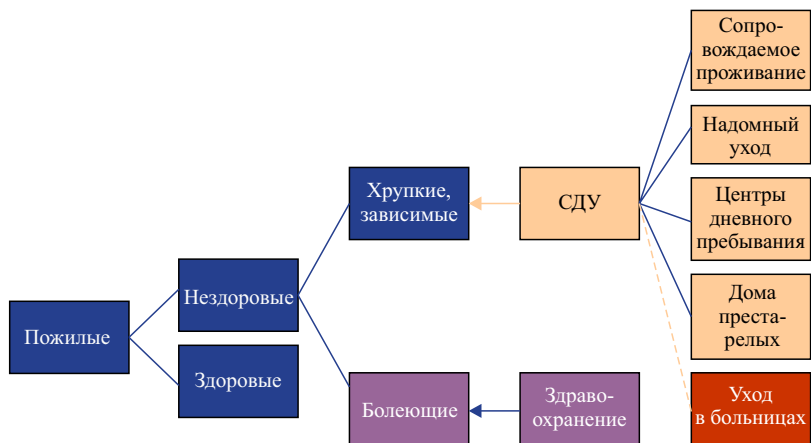 Сопро-
вождаемое
проживание
Надомный
уход
Хрупкие,
зависимые
СДУ
Центры
дневного
пребывания
Нездоровые
Пожилые
Дома
преста-
релых
Здоровые
Болеющие
Здраво-
охранение
Уход
в больницах